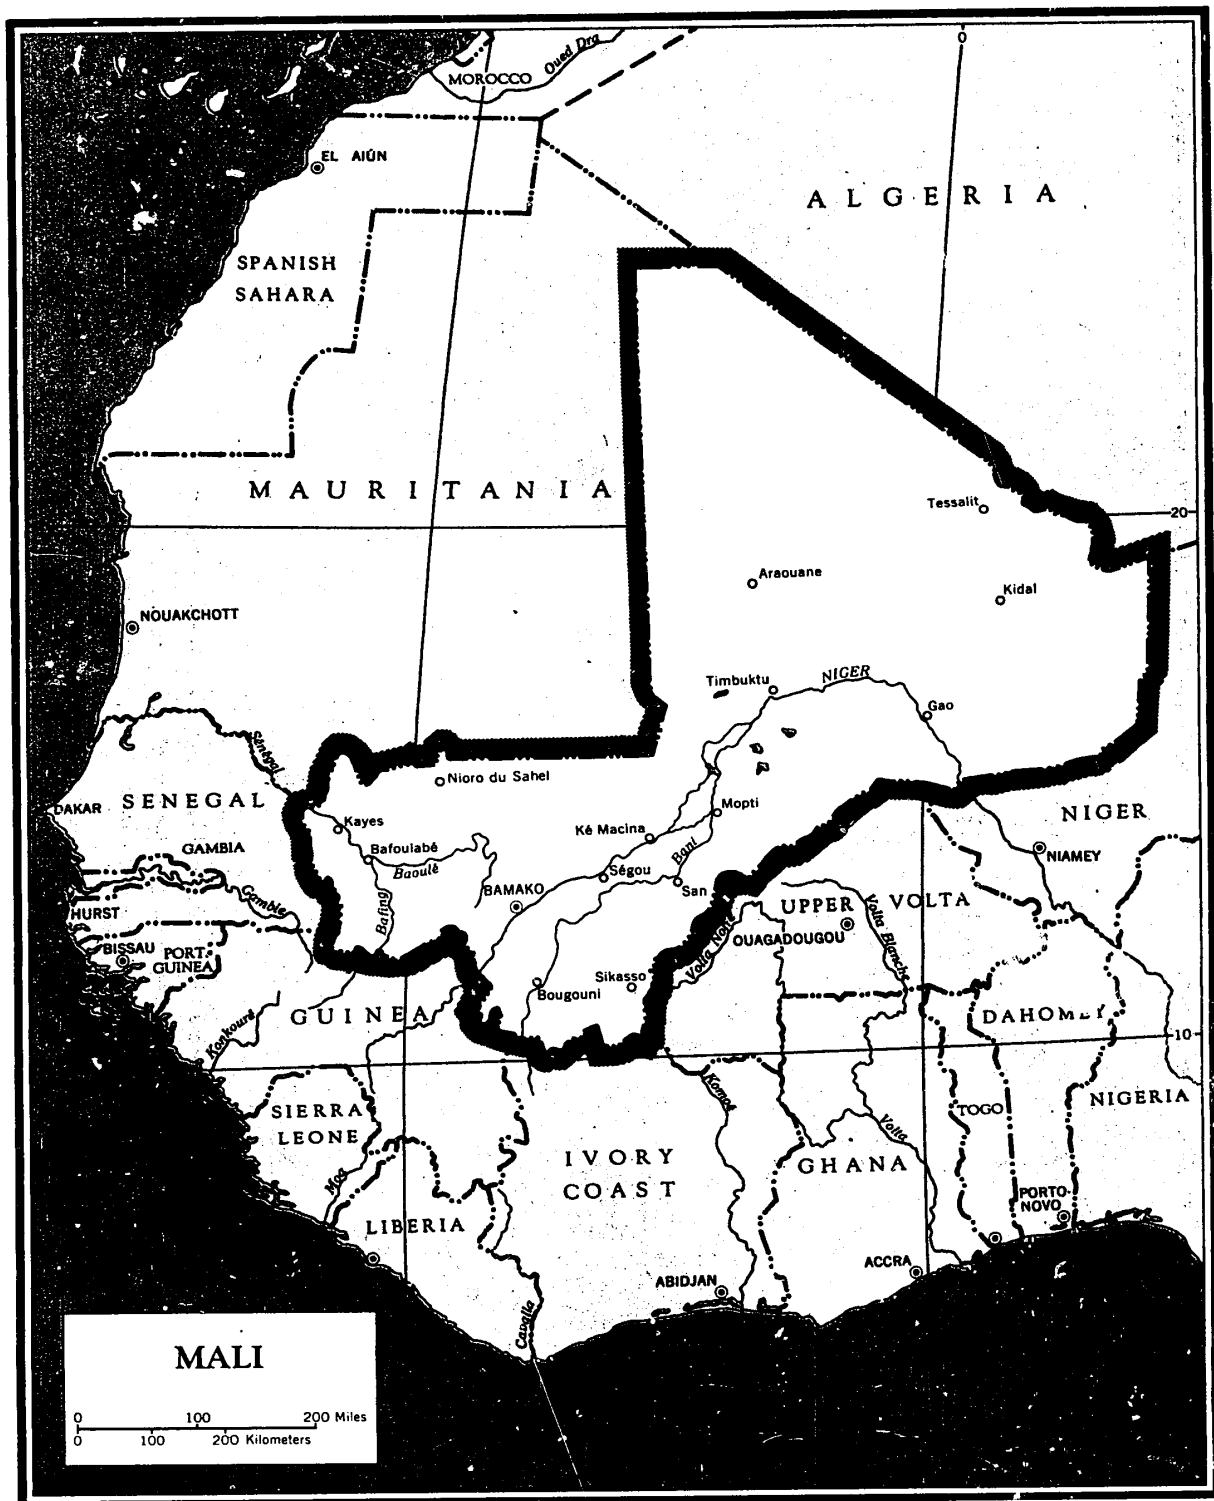 0
Oued Dra
MOROCCO
EL AIÚN
ALGERIA
SPANISH
SAHARA
MAURITANIA
Tessalit
20
Araouane
Kidal
NOUAKCHOTT
Timbuktu
NIGER
Gao
Sénégal
Nioro du Sahel
DAKAR
SENEGAL
Kayes
Mopti
NIGER
Ké Macina
GAMBIA
Bafoulabé
Baoulé
Bani
NIAMEY
Ségou
San
BAMAKO
HURST
Gambie
Bafing
UPPER VOLTA
Volta Blanche
OUAGADOUGOU
Volta Noire
BISSAU
PORT.
GUINEA
Sikasso
Bougouni
GUINEA
Konkouré
DAHOMEY
10
SIERRA
LEONE
Komoé
TOGO
NIGERIA
Volta
IVORY
COAST
GHANA
Moa
PORTO-
NOVO
LIBERIA
ACCRA
ABIDJAN
Cavalla
MALI
0 100 200 Miles
0 100 200 Kilometers